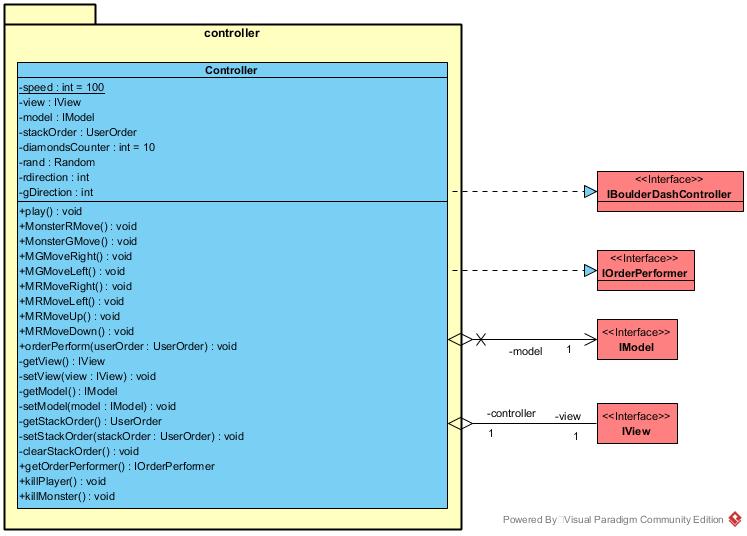 controller
Controller
-speed : int = 100
-view : IView
-model : IModel
-stackOrder : UserOrder
-diamondsCounter : int = 10
-rand : Random
-rdirection : int
-gDirection : int
+play() : void
+MonsterRMove() : void
+MonsterGMove() : void
+MGMoveRight() : void
+MGMoveLeft() : void
+MRMoveRight() : void
+MRMoveLeft() : void
+MRMoveUp() : void
+MRMoveDown() : void
+orderPerform(userOrder : UserOrder) : void
-getView() : IView
-setView(view : IView) : void
-getModel() : IModel
-setModel(model : IModel) : void
-getStackOrder() : UserOrder
-setStackOrder(stackOrder : UserOrder) : void
-clearStackOrder() : void
+getOrderPerformer() : IOrderPerformer
+killPlayer() : void
+killMonster() : void
<<Interface>>
IBoulderDashController
<<Interface>>
IOrderPerformer
<<Interface>>
IModel
-model 1
<<Interface>>
IView
-controller -view
1 1
Powered By Visual Paradigm Community Edition